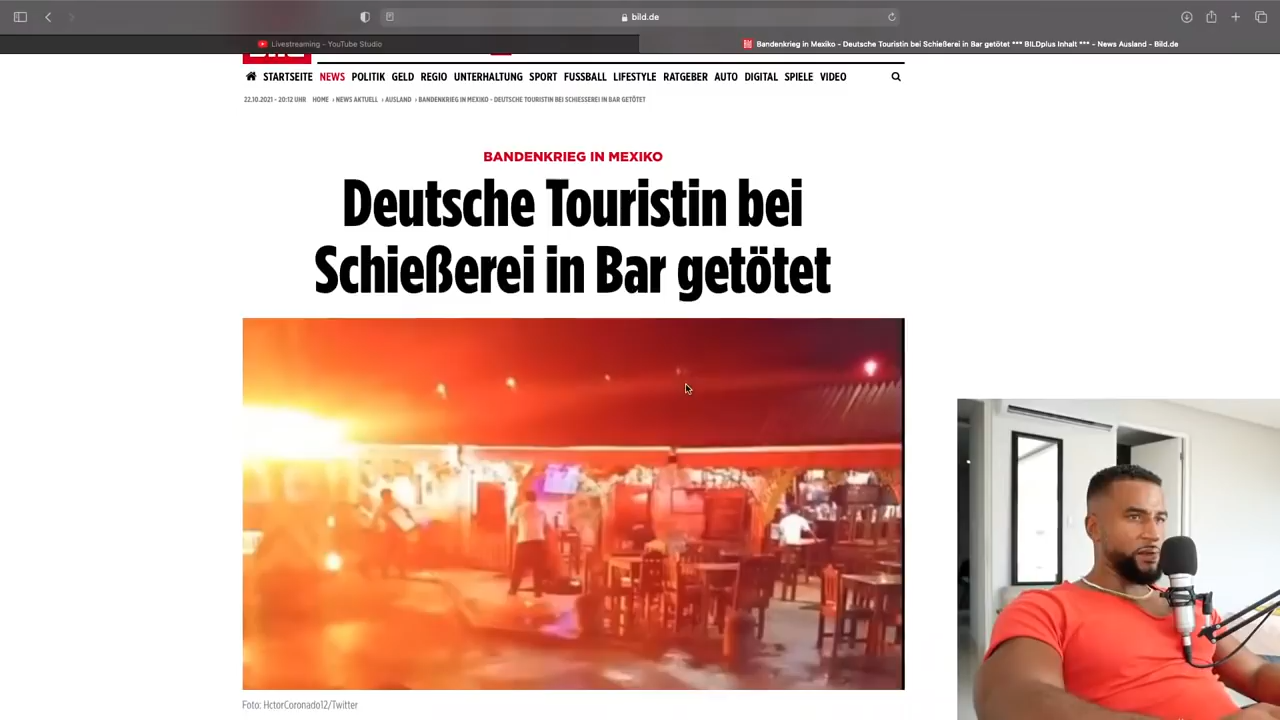 bild.de
Livestreaming - YouTube Studio
Bandenkrieg in Mexiko - Deutsche Touristin bei Schießerei in Bar getötet *** BILDplus Inhalt *** - News Ausland - Bild.de
STARTSEITE NEWS POLITIK GELD REGIO UNTERHALTUNG SPORT FUSSBALL LIFESTYLE RATGEBER AUTO DIGITAL SPIELE VIDEO
22.10.2021 - 20:12 UHR HOME › NEWS AKTUELL › AUSLAND › BANDENKRIEG IN MEXIKO - DEUTSCHE TOURISTIN BEI SCHIESSEREI IN BAR GETÖTET
BANDENKRIEG IN MEXIKO
Deutsche Touristin bei
Schießerei in Bar getötet
Foto: HctorCoronado12/Twitter